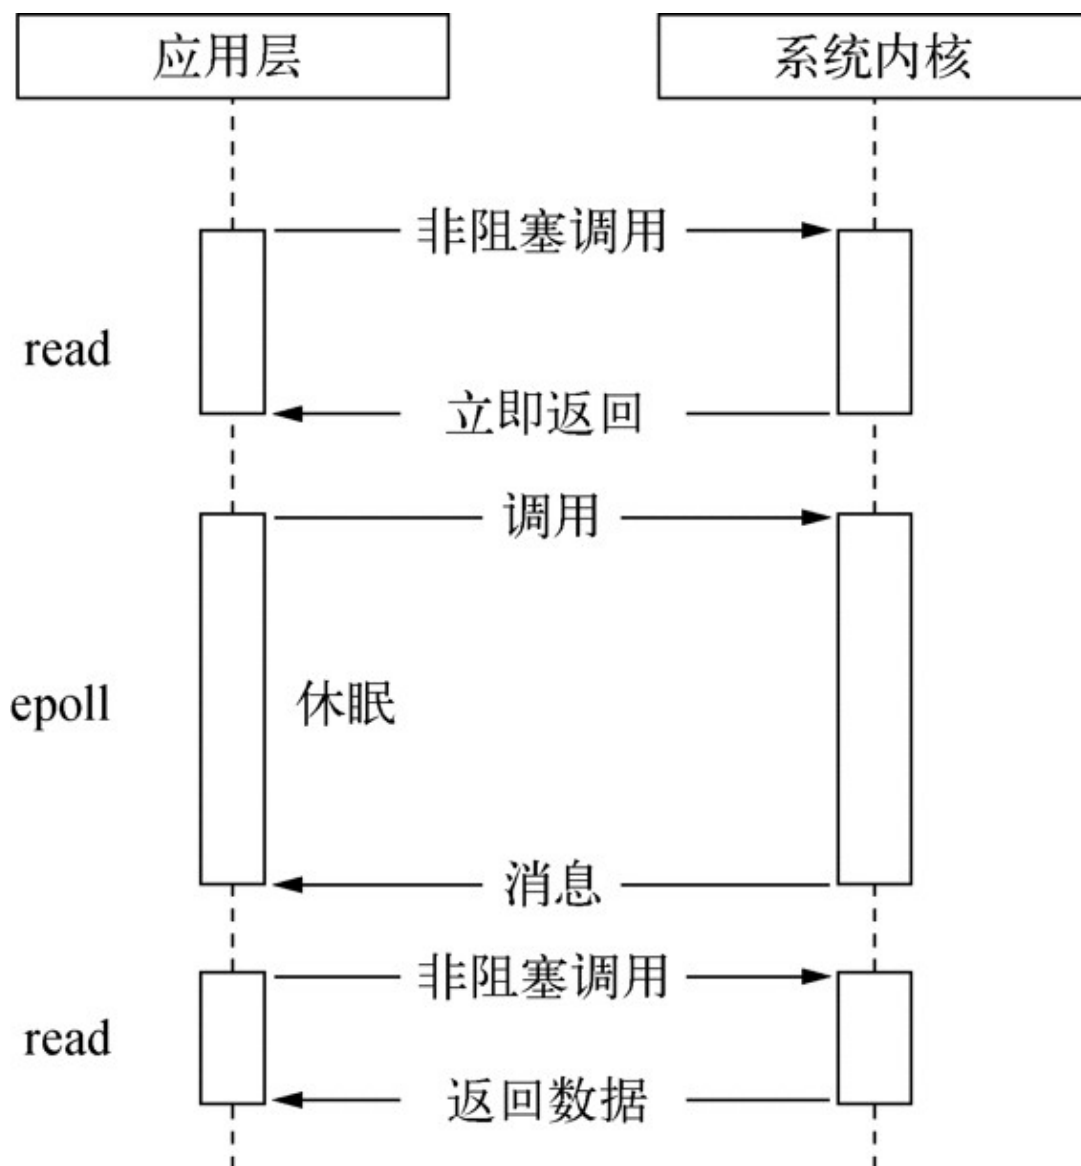 应用层
系统内核
非阻塞调用
read
立即返回
调用
epoll
休眠
消息
非阻塞调用
read
返回数据